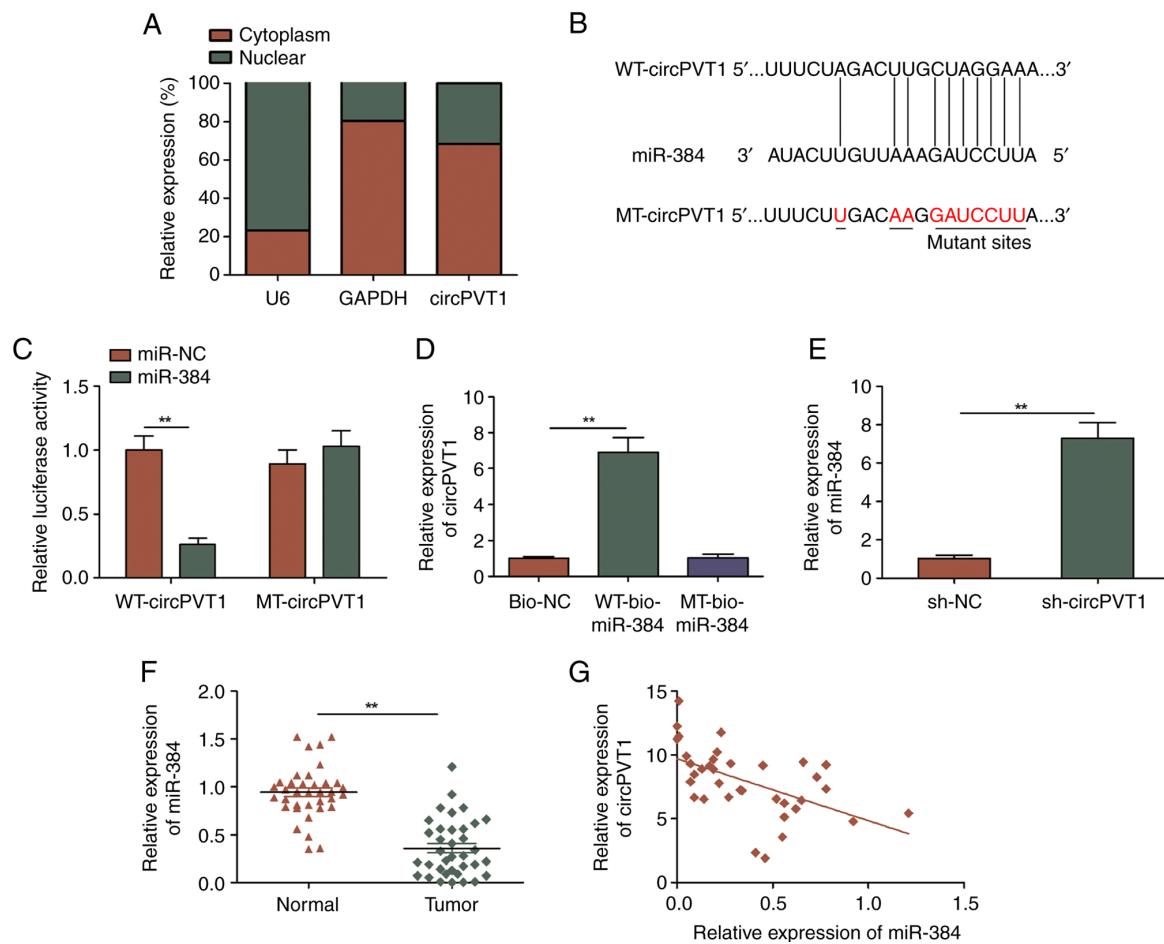 A
Cytoplasm
Nuclear
Relative expression (%)
100
80
60
40
20
0
U6 GAPDH circPVT1
B
WT-circPVT1 5′...UUUCUAGACUUGCUAGGAAA...3′
miR-384 3′ AUACUUGUUAAAGAUCCUUA 5′
MT-circPVT1 5′...UUUCUUGACAAGGAUCCUUA...3′
Mutant sites
C
miR-NC
miR-384
Relative luciferase activity
1.5
1.0
0.5
0.0
WT-circPVT1 MT-circPVT1
**
D
Relative expression
of circPVT1
10
8
6
4
2
0
**
Bio-NC WT-bio- MT-bio-
miR-384 miR-384
E
Relative expression
of miR-384
10
8
6
4
2
0
**
sh-NC sh-circPVT1
F
Relative expression
of miR-384
2.0
1.5
1.0
0.5
0.0
**
Normal Tumor
G
Relative expression
of circPVT1
15
10
5
0
0.0 0.5 1.0 1.5
Relative expression of miR-384